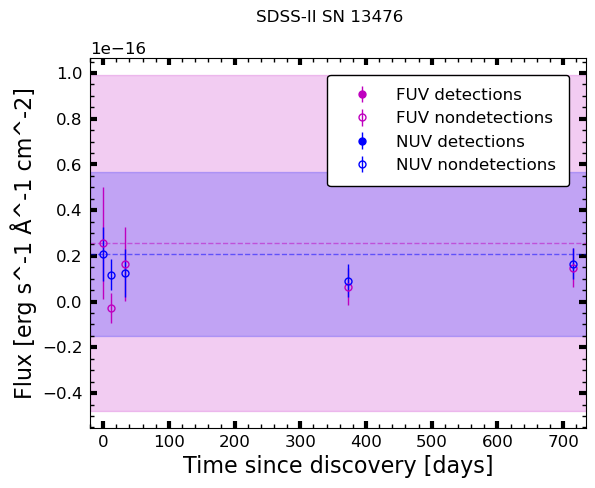 SDSS-II SN 13476
1e−16
1.0
0.8
0.6
0.4
0.2
0.0
−0.2
−0.4
Flux [erg s^-1 Å^-1 cm^-2]
FUV detections
FUV nondetections
NUV detections
NUV nondetections
0 100 200 300 400 500 600 700
Time since discovery [days]